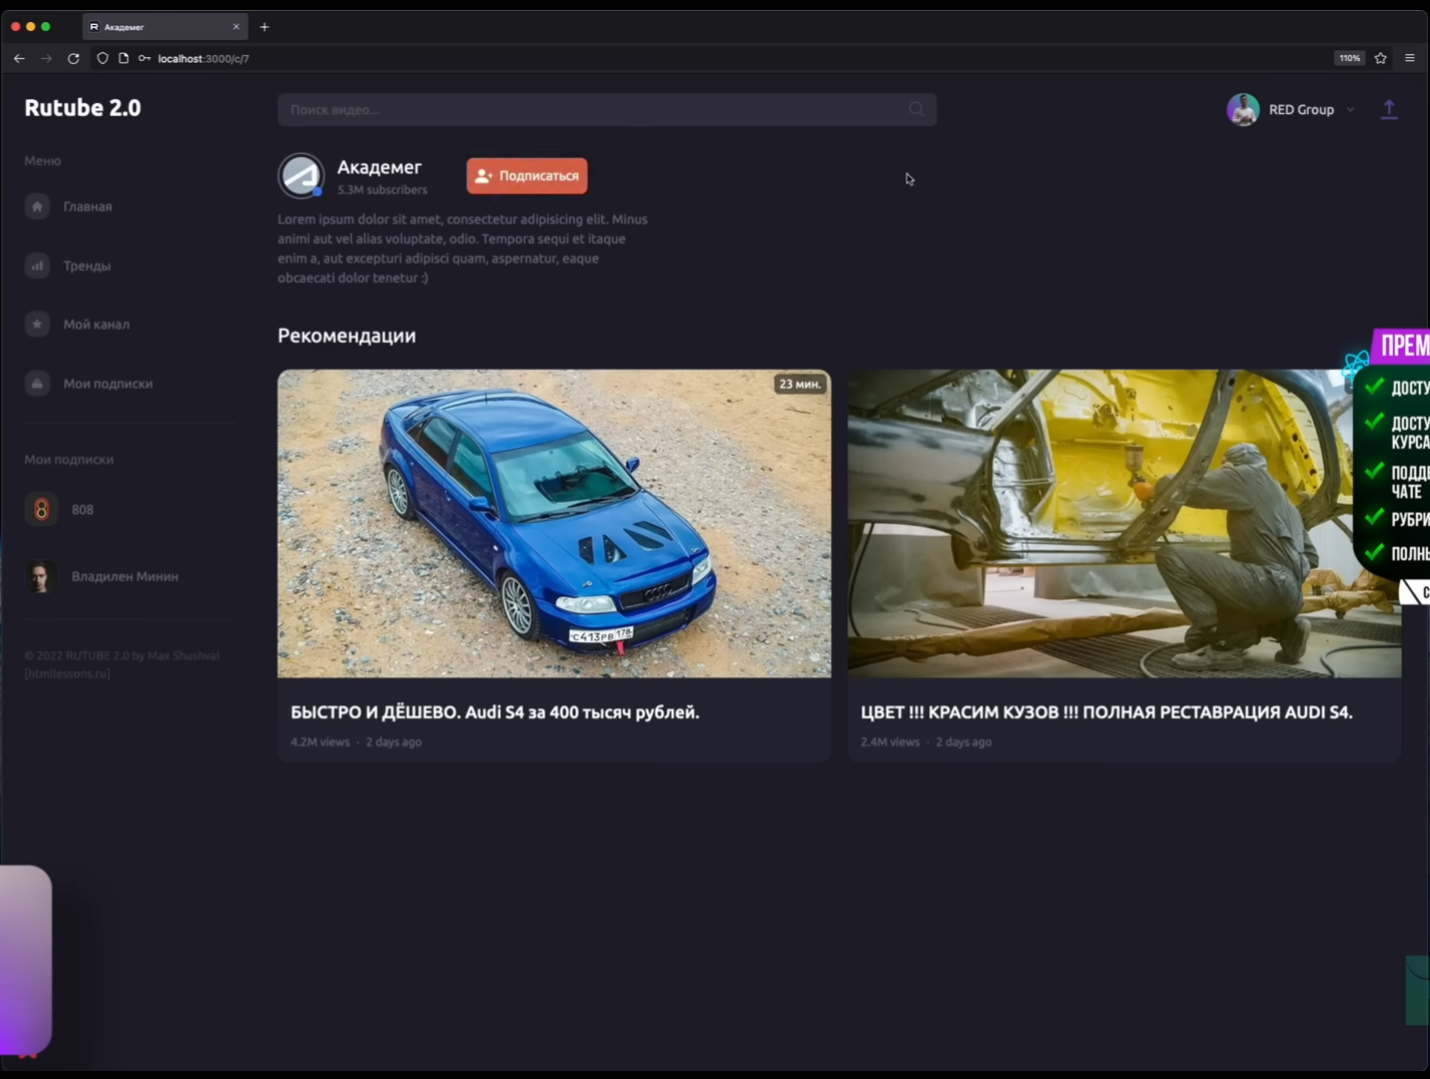 Академег
localhost:3000/c/7
110%
Rutube 2.0
Поиск видео...
RED Group
Меню
Главная
Тренды
Мой канал
Мои подписки
Мои подписки
808
Владилен Минин
© 2022 RUTUBE 2.0 by Max Shushval
[htmllessons.ru]
Академег
5.3M subscribers
Подписаться
Lorem ipsum dolor sit amet, consectetur adipisicing elit. Minus
animi aut vel alias voluptate, odio. Tempora sequi et itaque
enim a, aut excepturi adipisci quam, aspernatur, eaque
obcaecati dolor tenetur :)
Рекомендации
23 мин.
С413РВ 178
БЫСТРО И ДЁШЕВО. Audi S4 за 400 тысяч рублей.
4.2M views · 2 days ago
ЦВЕТ !!! КРАСИМ КУЗОВ !!! ПОЛНАЯ РЕСТАВРАЦИЯ AUDI S4.
2.4M views · 2 days ago
ПРЕМ
ДОСТУ
ДОСТУ
КУРСА
ПОДДЕ
ЧАТЕ
РУБРИ
ПОЛНЫ